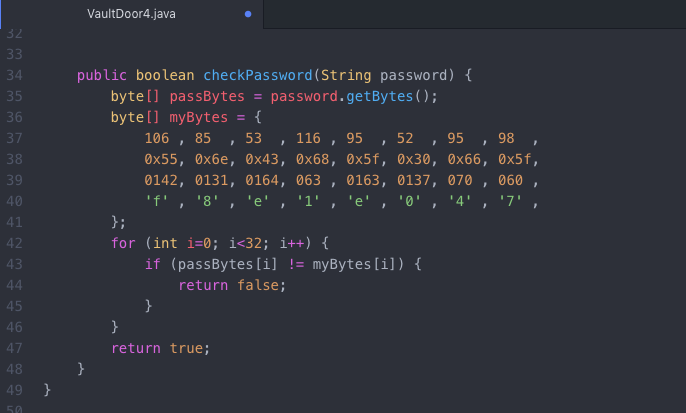 VaultDoor4.java
32
33
34 public boolean checkPassword(String password) {
35 byte[] passBytes = password.getBytes();
36 byte[] myBytes = {
37 106 , 85 , 53 , 116 , 95 , 52 , 95 , 98 ,
38 0x55, 0x6e, 0x43, 0x68, 0x5f, 0x30, 0x66, 0x5f,
39 0142, 0131, 0164, 063 , 0163, 0137, 070 , 060 ,
40 'f' , '8' , 'e' , '1' , 'e' , '0' , '4' , '7' ,
41 };
42 for (int i=0; i<32; i++) {
43 if (passBytes[i] != myBytes[i]) {
44 return false;
45 }
46 }
47 return true;
48 }
49 }
50